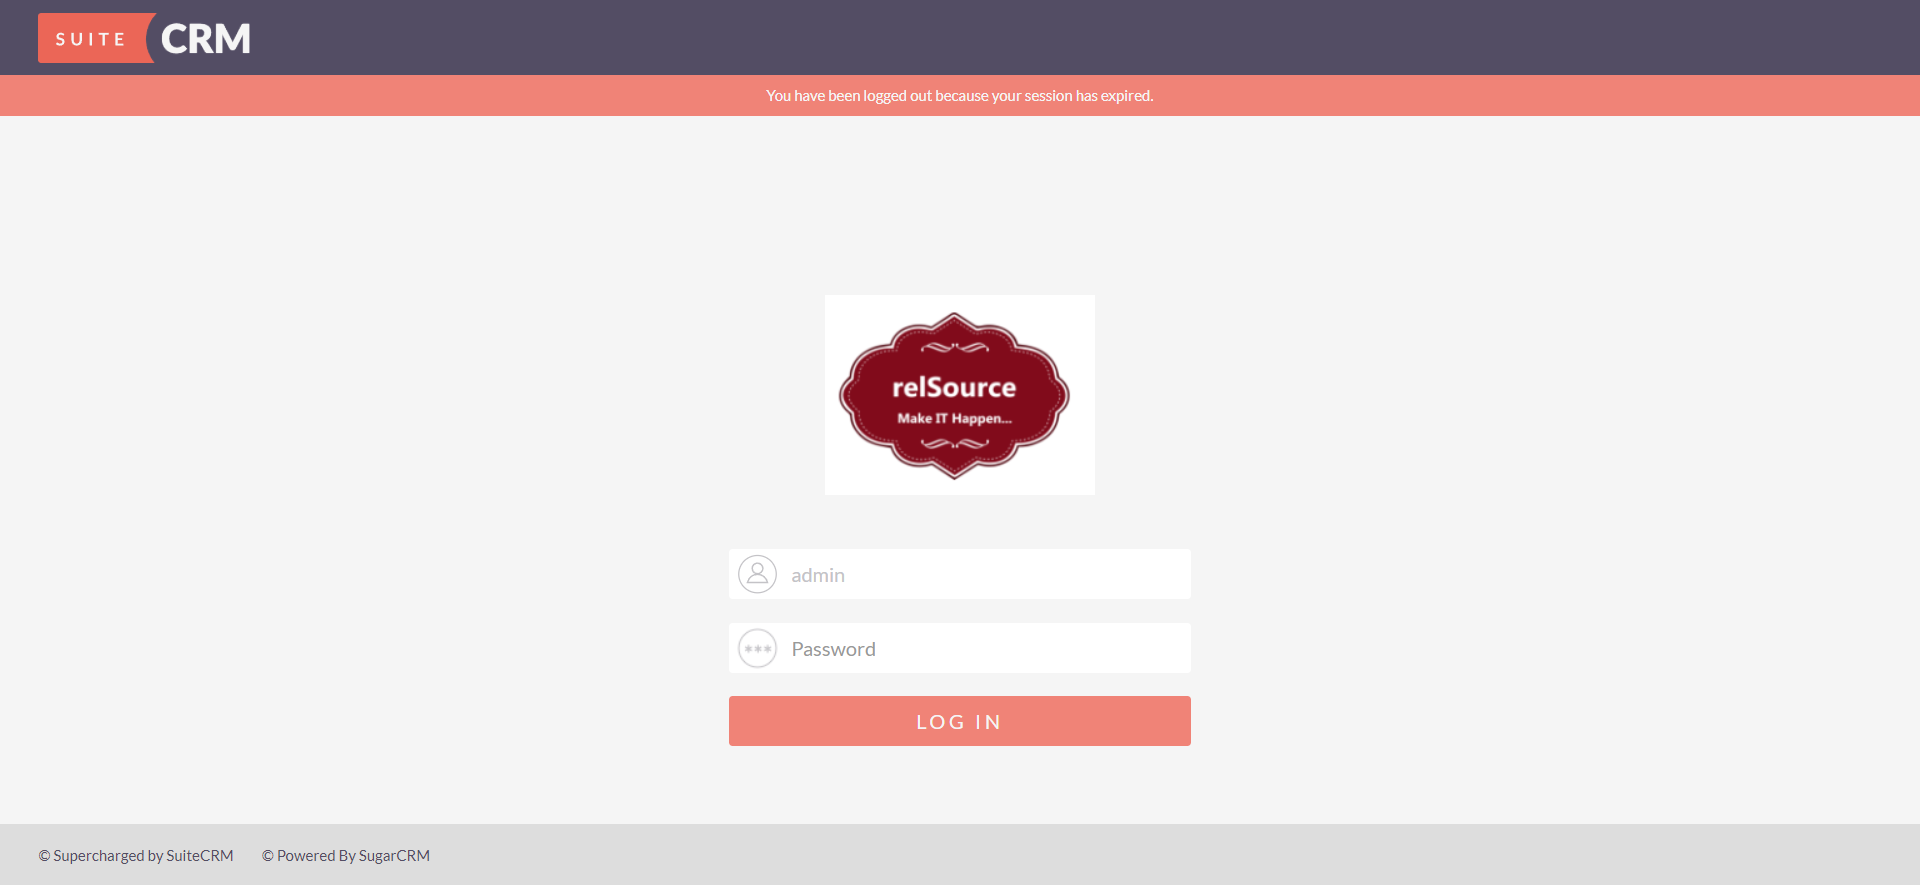 SUITE CRM
You have been logged out because your session has expired.
relSource
Make IT Happen...
admin
***
Password
LOG IN
© Supercharged by SuiteCRM © Powered By SugarCRM